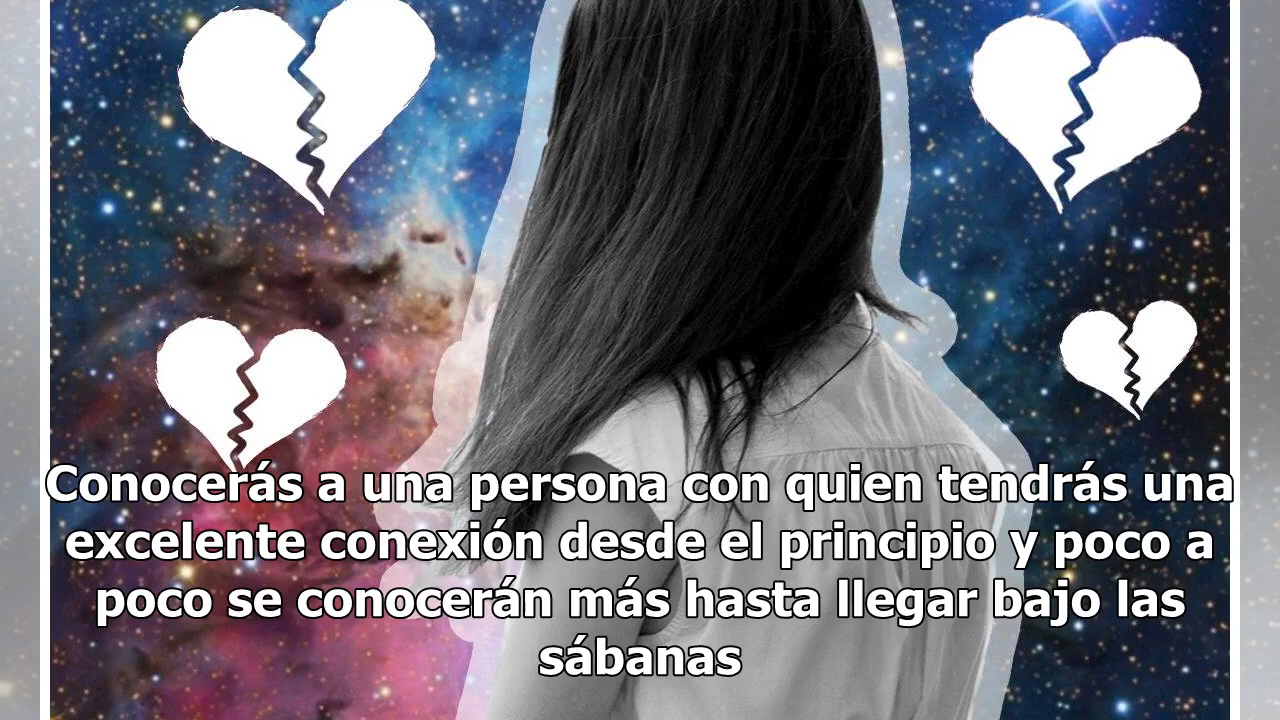 Conocerás a una persona con quien tendrás una
excelente conexión desde el principio y poco a
poco se conocerán más hasta llegar bajo las
sábanas